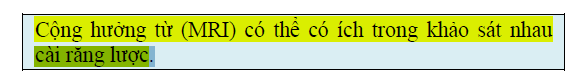 Cộng hưởng từ (MRI) có thể có ích trong khảo sát nhau
cài răng lược.